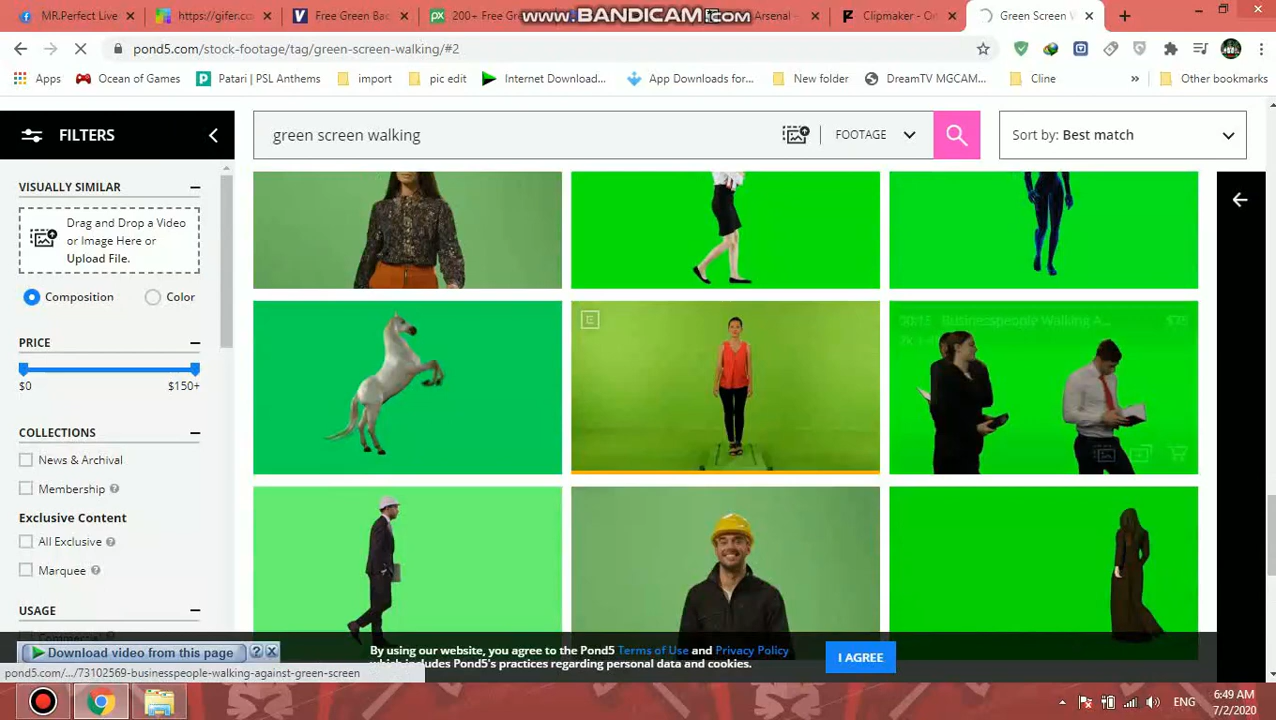 MR.Perfect Live
https://gifer.co
Free Green Bac
200+ Free Gre
www.BANDICAM.com
Arsenal -
Clipmaker - On
Green Screen W
pond5.com/stock-footage/tag/green-screen-walking/#2
Apps
Ocean of Games
Patari | PSL Anthems
import
pic edit
Internet Download...
App Downloads for...
New folder
DreamTV MGCAM...
Cline
»
Other bookmarks
FILTERS
green screen walking
FOOTAGE
Sort by: Best match
VISUALLY SIMILAR
Drag and Drop a Video
or Image Here or
Upload File.
Composition
Color
PRICE
$0
$150+
COLLECTIONS
News & Archival
Membership
Exclusive Content
All Exclusive
Marquee
USAGE
Commercial
E
00:15 Businesspeople Walking A...
Download video from this page
By using our website, you agree to the Pond5 Terms of Use and Privacy Policy
which includes Pond5's practices regarding personal data and cookies.
I AGREE
pond5.com/.../73102569-businesspeople-walking-against-green-screen
ENG
6:49 AM
7/2/2020